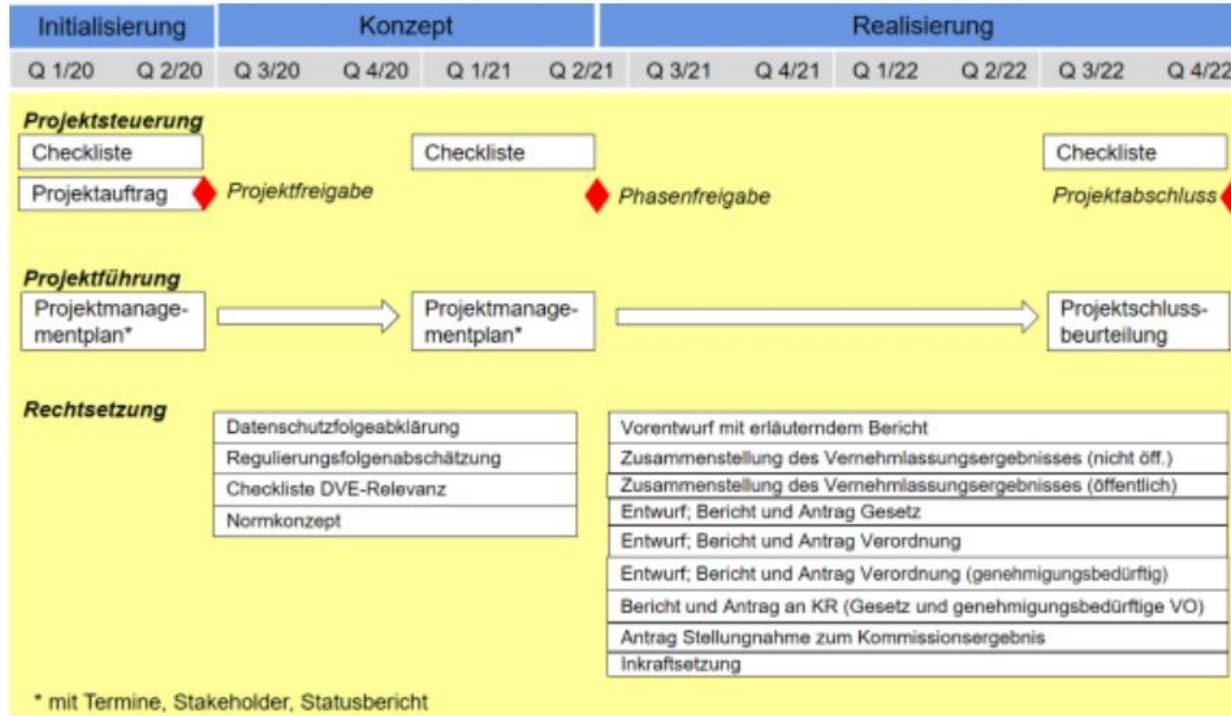 Initialisierung Konzept Realisierung
Q 1/20 Q 2/20 Q 3/20 Q 4/20 Q 1/21 Q 2/21 Q 3/21 Q 4/21 Q 1/22 Q 2/22 Q 3/22 Q 4/22
Projektsteuerung
Checkliste Checkliste Checkliste
Projektauftrag Projektfreigabe Phasenfreigabe Projektabschluss
Projektführung
Projektmanage-
mentplan*
Projektmanage-
mentplan*
Projektschluss-
beurteilung
Rechtsetzung
Datenschutzfolgeabklärung
Regulierungsfolgenabschätzung
Checkliste DVE-Relevanz
Normkonzept
Vorentwurf mit erläuterndem Bericht
Zusammenstellung des Vernehmlassungsergebnisses (nicht öff.)
Zusammenstellung des Vernehmlassungsergebnisses (öffentlich)
Entwurf; Bericht und Antrag Gesetz
Entwurf; Bericht und Antrag Verordnung
Entwurf; Bericht und Antrag Verordnung (genehmigungsbedürftig)
Bericht und Antrag an KR (Gesetz und genehmigungsbedürftige VO)
Antrag Stellungnahme zum Kommissionsergebnis
Inkraftsetzung
* mit Termine, Stakeholder, Statusbericht